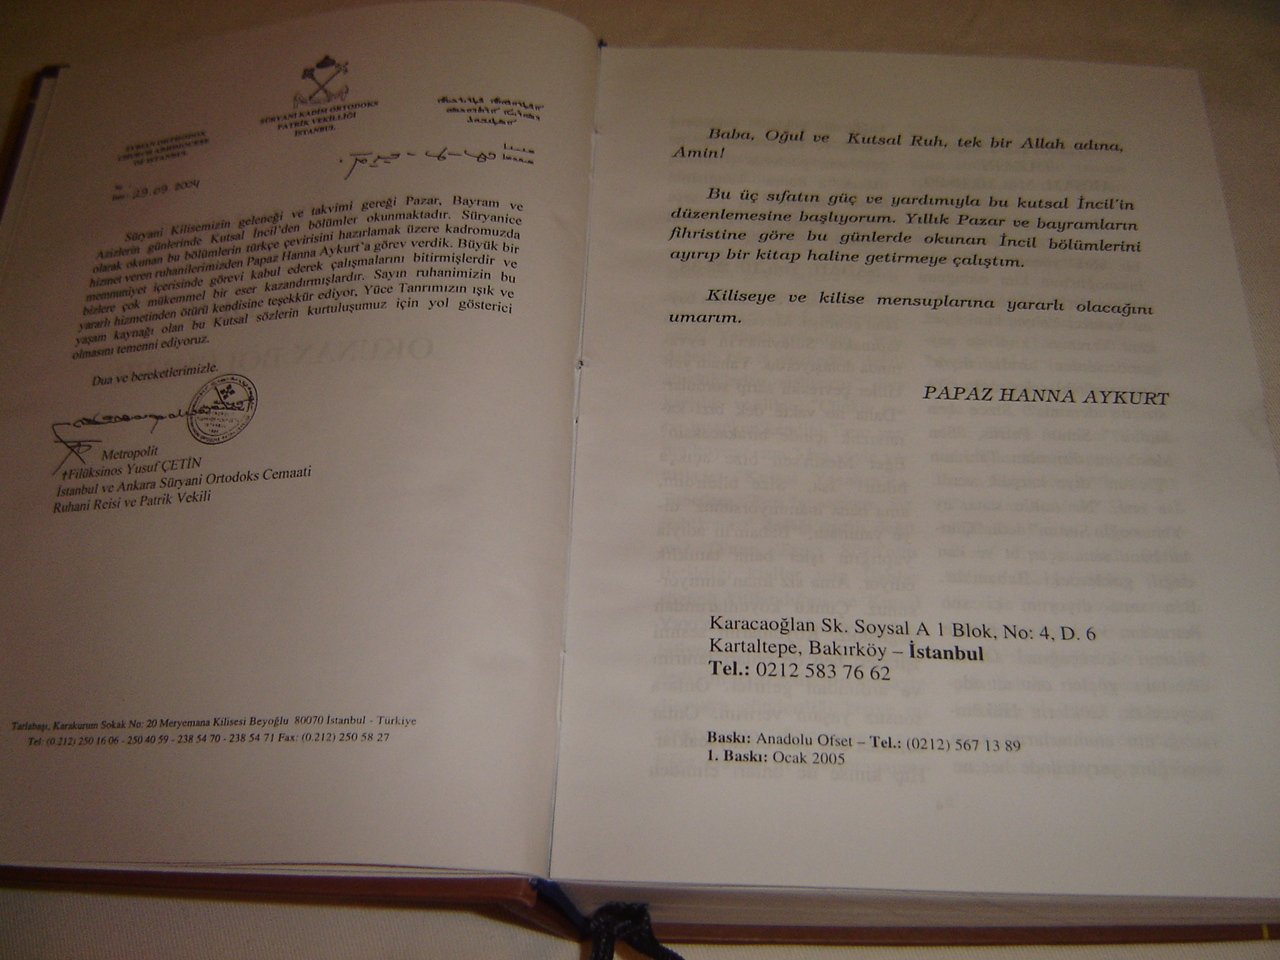 SÜRYANİ KADİM ORTODOKS
PATRİK VEKİLLİĞİ
İSTANBUL
SYRIAN ORTHODOX
CHURCH ARHDIOCESE
OF ISTANBUL
29.09.2004
Süryani Kilisemizin geleneği ve takvimi gereği Pazar, Bayram ve
Azizlerin günlerinde Kutsal İncil'den bölümler okunmaktadır. Süryanice
olarak okunan bu bölümlerin türkçe çevirisini hazırlamak üzere kadromuzda
hizmet veren ruhanilerimizden Papaz Hanna Aykurt'a görev verdik. Büyük bir
memnuniyet içerisinde görevi kabul ederek çalışmalarını bitirmişlerdir ve
bizlere çok mükemmel bir eser kazandırmışlardır. Sayın ruhanimizin bu
yararlı hizmetinden ötürü kendisine teşekkür ediyor, Yüce Tanrımızın ışık ve
yaşam kaynağı olan bu Kutsal sözlerin kurtuluşumuz için yol gösterici
olmasını temenni ediyoruz.
Dua ve bereketlerimizle.
Metropolit
†Filüksinos Yusuf ÇETİN
İstanbul ve Ankara Süryani Ortodoks Cemaati
Ruhani Reisi ve Patrik Vekili
Tarlabaşı, Karakurum Sokak No: 20 Meryemana Kilisesi Beyoğlu 80070 İstanbul - Türkiye
Tel: (0.212) 250 16 06 - 250 40 59 - 238 54 70 - 238 54 71 Fax: (0.212) 250 58 27
Baba, Oğul ve Kutsal Ruh, tek bir Allah adına,
Amin!
Bu üç sıfatın güç ve yardımıyla bu kutsal İncil'in
düzenlemesine başlıyorum. Yıllık Pazar ve bayramların
fihristine göre bu günlerde okunan İncil bölümlerini
ayırıp bir kitap haline getirmeye çalıştım.
Kiliseye ve kilise mensuplarına yararlı olacağını
umarım.
PAPAZ HANNA AYKURT
Karacaoğlan Sk. Soysal A 1 Blok, No: 4, D. 6
Kartaltepe, Bakırköy – İstanbul
Tel.: 0212 583 76 62
Baskı: Anadolu Ofset – Tel.: (0212) 567 13 89
1. Baskı: Ocak 2005